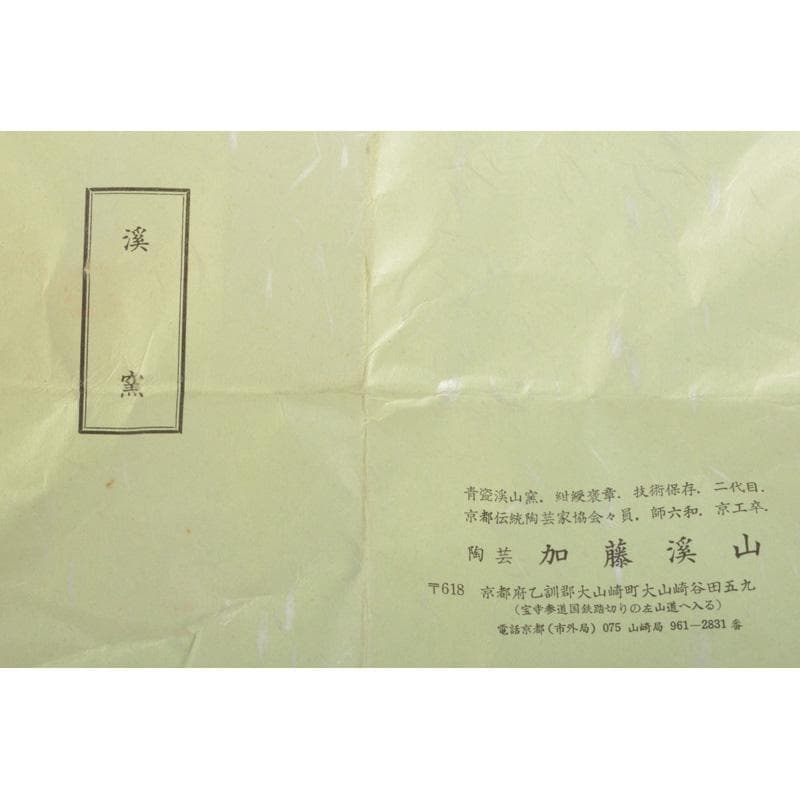 溪窯
青瓷溪山窯．紺綬褒章．技術保存．二代目．
京都伝統陶芸家協会々員．師六和．京工卒．
陶芸 加藤溪山
〒618 京都府乙訓郡大山崎町大山崎谷田五九
（宝寺参道国鉄踏切りの左山道へ入る）
電話京都（市外局）075 山崎局 961－2831 番